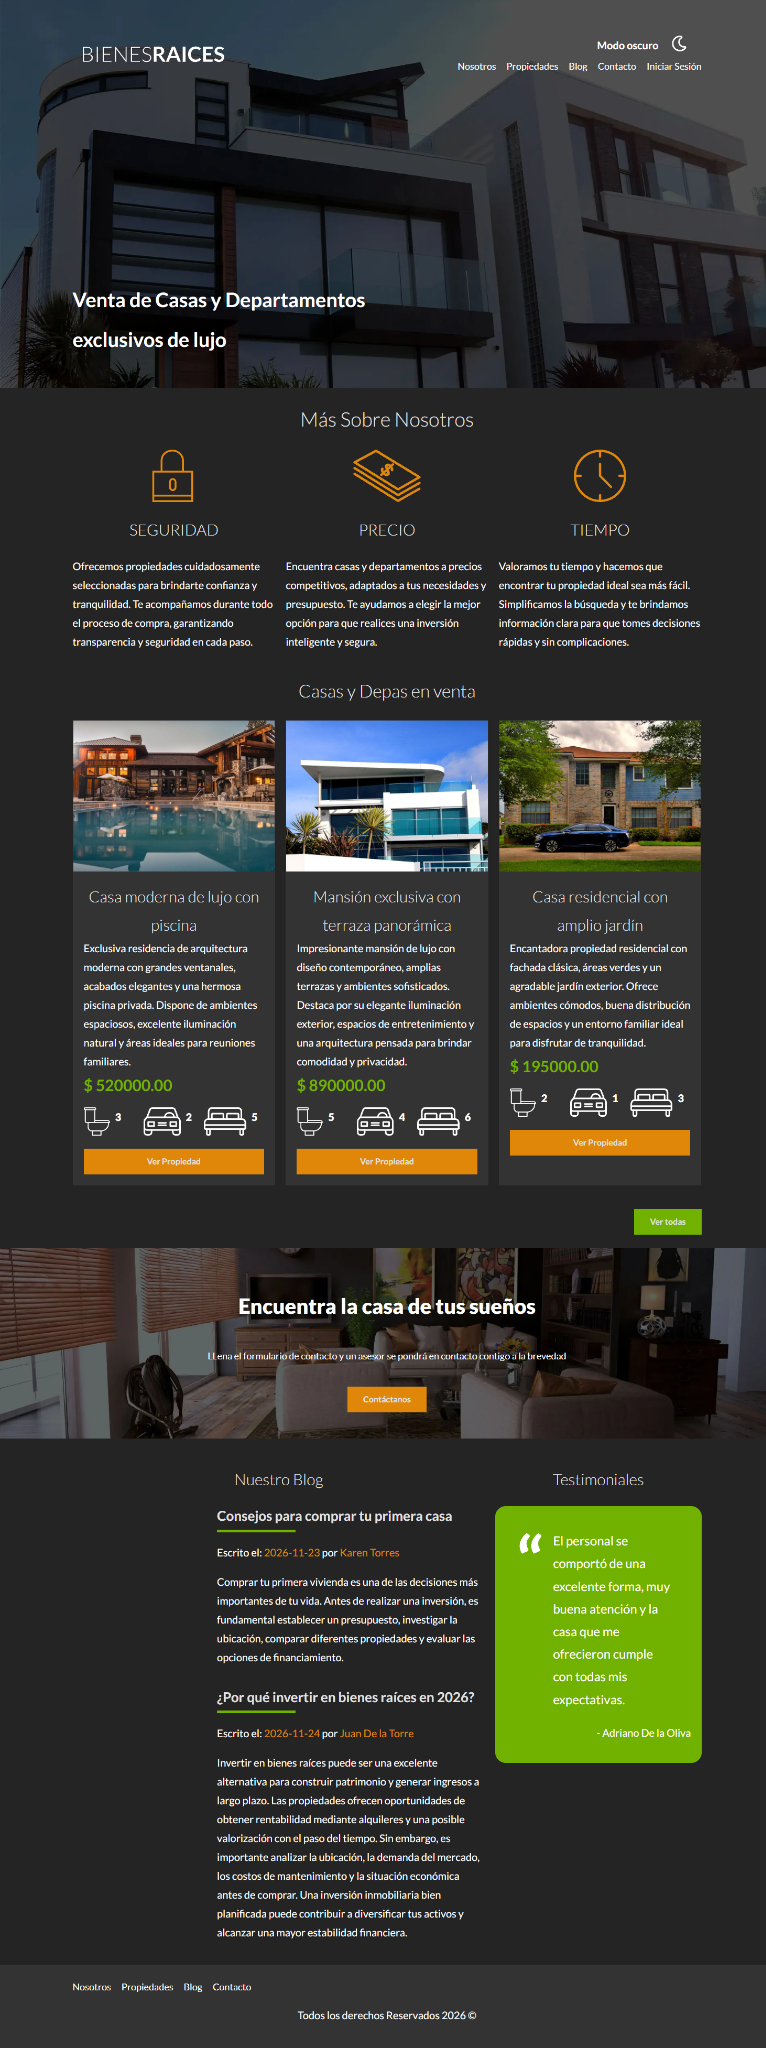 BIENESRAICES
Modo oscuro
Nosotros Propiedades Blog Contacto Iniciar Sesión
Venta de Casas y Departamentos
exclusivos de lujo
Más Sobre Nosotros
SEGURIDAD
Ofrecemos propiedades cuidadosamente
seleccionadas para brindarte confianza y
tranquilidad. Te acompañamos durante todo
el proceso de compra, garantizando
transparencia y seguridad en cada paso.
PRECIO
Encuentra casas y departamentos a precios
competitivos, adaptados a tus necesidades y
presupuesto. Te ayudamos a elegir la mejor
opción para que realices una inversión
inteligente y segura.
TIEMPO
Valoramos tu tiempo y hacemos que
encontrar tu propiedad ideal sea más fácil.
Simplificamos la búsqueda y te brindamos
información clara para que tomes decisiones
rápidas y sin complicaciones.
Casas y Depas en venta
Casa moderna de lujo con
piscina
Exclusiva residencia de arquitectura
moderna con grandes ventanales,
acabados elegantes y una hermosa
piscina privada. Dispone de ambientes
espaciosos, excelente iluminación
natural y áreas ideales para reuniones
familiares.
$ 520000.00
3 2 5
Ver Propiedad
Mansión exclusiva con
terraza panorámica
Impresionante mansión de lujo con
diseño contemporáneo, amplias
terrazas y ambientes sofisticados.
Destaca por su elegante iluminación
exterior, espacios de entretenimiento y
una arquitectura pensada para brindar
comodidad y privacidad.
$ 890000.00
5 4 6
Ver Propiedad
Casa residencial con
amplio jardín
Encantadora propiedad residencial con
fachada clásica, áreas verdes y un
agradable jardín exterior. Ofrece
ambientes cómodos, buena distribución
de espacios y un entorno familiar ideal
para disfrutar de tranquilidad.
$ 195000.00
2 1 3
Ver Propiedad
Ver todas
Encuentra la casa de tus sueños
LLena el formulario de contacto y un asesor se pondrá en contacto contigo a la brevedad
Contáctanos
Nuestro Blog
Consejos para comprar tu primera casa
Escrito el: 2026-11-23 por Karen Torres
Comprar tu primera vivienda es una de las decisiones más
importantes de tu vida. Antes de realizar una inversión, es
fundamental establecer un presupuesto, investigar la
ubicación, comparar diferentes propiedades y evaluar las
opciones de financiamiento.
¿Por qué invertir en bienes raíces en 2026?
Escrito el: 2026-11-24 por Juan De la Torre
Invertir en bienes raíces puede ser una excelente
alternativa para construir patrimonio y generar ingresos a
largo plazo. Las propiedades ofrecen oportunidades de
obtener rentabilidad mediante alquileres y una posible
valorización con el paso del tiempo. Sin embargo, es
importante analizar la ubicación, la demanda del mercado,
los costos de mantenimiento y la situación económica
antes de comprar. Una inversión inmobiliaria bien
planificada puede contribuir a diversificar tus activos y
alcanzar una mayor estabilidad financiera.
Testimoniales
“ El personal se
comportó de una
excelente forma, muy
buena atención y la
casa que me
ofrecieron cumple
con todas mis
expectativas.
- Adriano De la Oliva
Nosotros Propiedades Blog Contacto
Todos los derechos Reservados 2026 ©